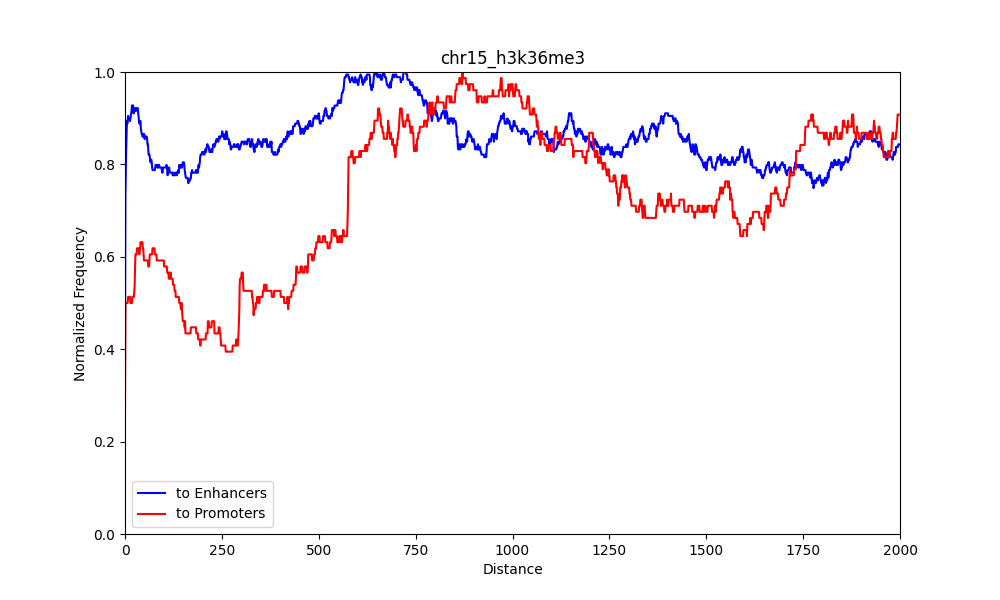 chr15_h3k36me3
Normalized Frequency
1.0
0.8
0.6
0.4
0.2
0.0
to Enhancers
to Promoters
0 250 500 750 1000 1250 1500 1750 2000
Distance